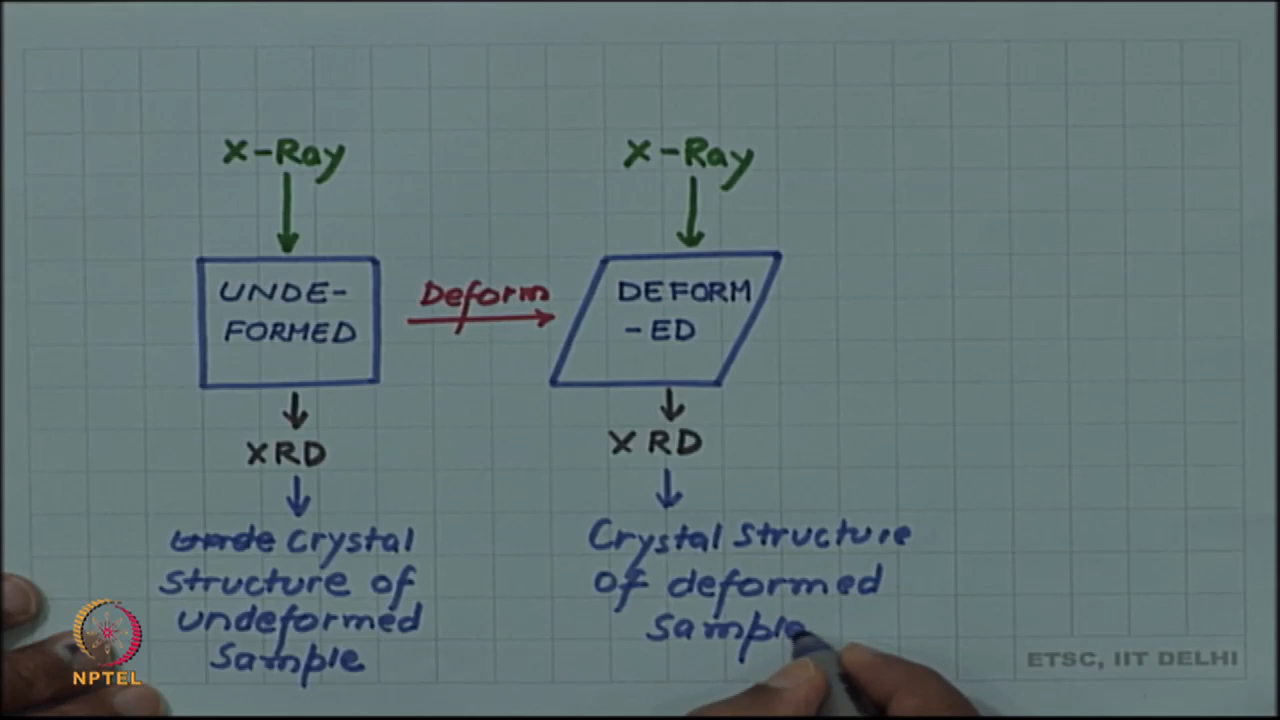 X-Ray
UNDE-
FORMED
XRD
Crystal
structure of
undeformed
sample
Deform
X-Ray
DEFORM
-ED
XRD
Crystal structure
of deformed
sample
NPTEL
ETSC, IIT DELHI